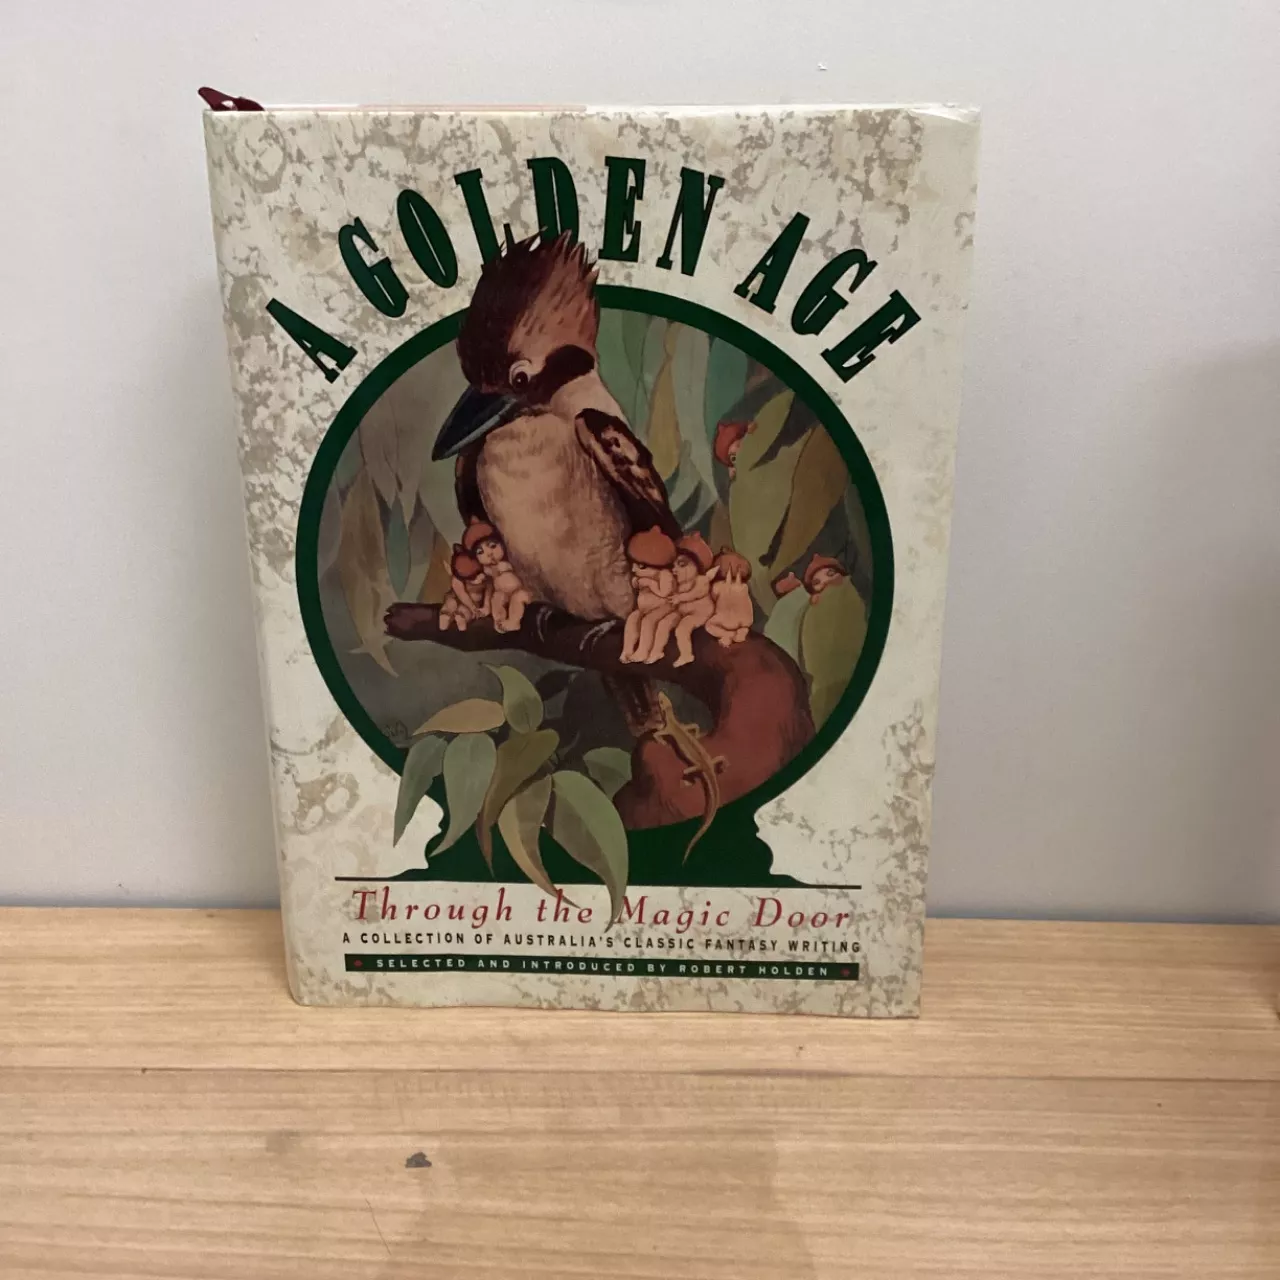 A GOLDEN AGE
Through the Magic Door
A COLLECTION OF AUSTRALIA'S CLASSIC FANTASY WRITING
SELECTED AND INTRODUCED BY ROBERT HOLDEN